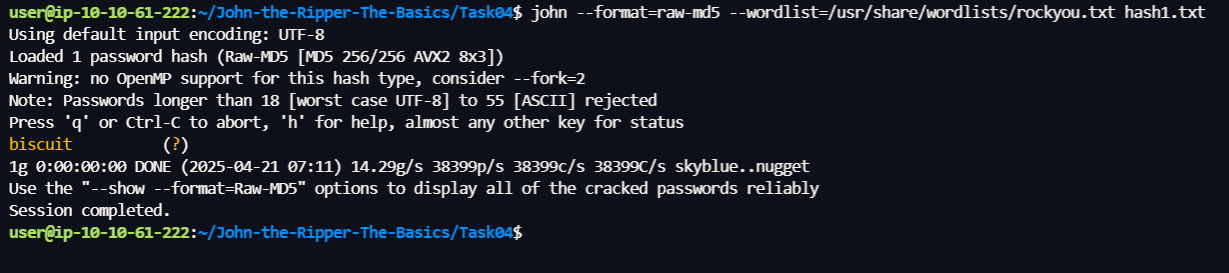 user@ip-10-10-61-222:~/John-the-Ripper-The-Basics/Task04$ john --format=raw-md5 --wordlist=/usr/share/wordlists/rockyou.txt hash1.txt
Using default input encoding: UTF-8
Loaded 1 password hash (Raw-MD5 [MD5 256/256 AVX2 8x3])
Warning: no OpenMP support for this hash type, consider --fork=2
Note: Passwords longer than 18 [worst case UTF-8] to 55 [ASCII] rejected
Press 'q' or Ctrl-C to abort, 'h' for help, almost any other key for status
biscuit          (?)
1g 0:00:00:00 DONE (2025-04-21 07:11) 14.29g/s 38399p/s 38399c/s 38399C/s skyblue..nugget
Use the "--show --format=Raw-MD5" options to display all of the cracked passwords reliably
Session completed.
user@ip-10-10-61-222:~/John-the-Ripper-The-Basics/Task04$